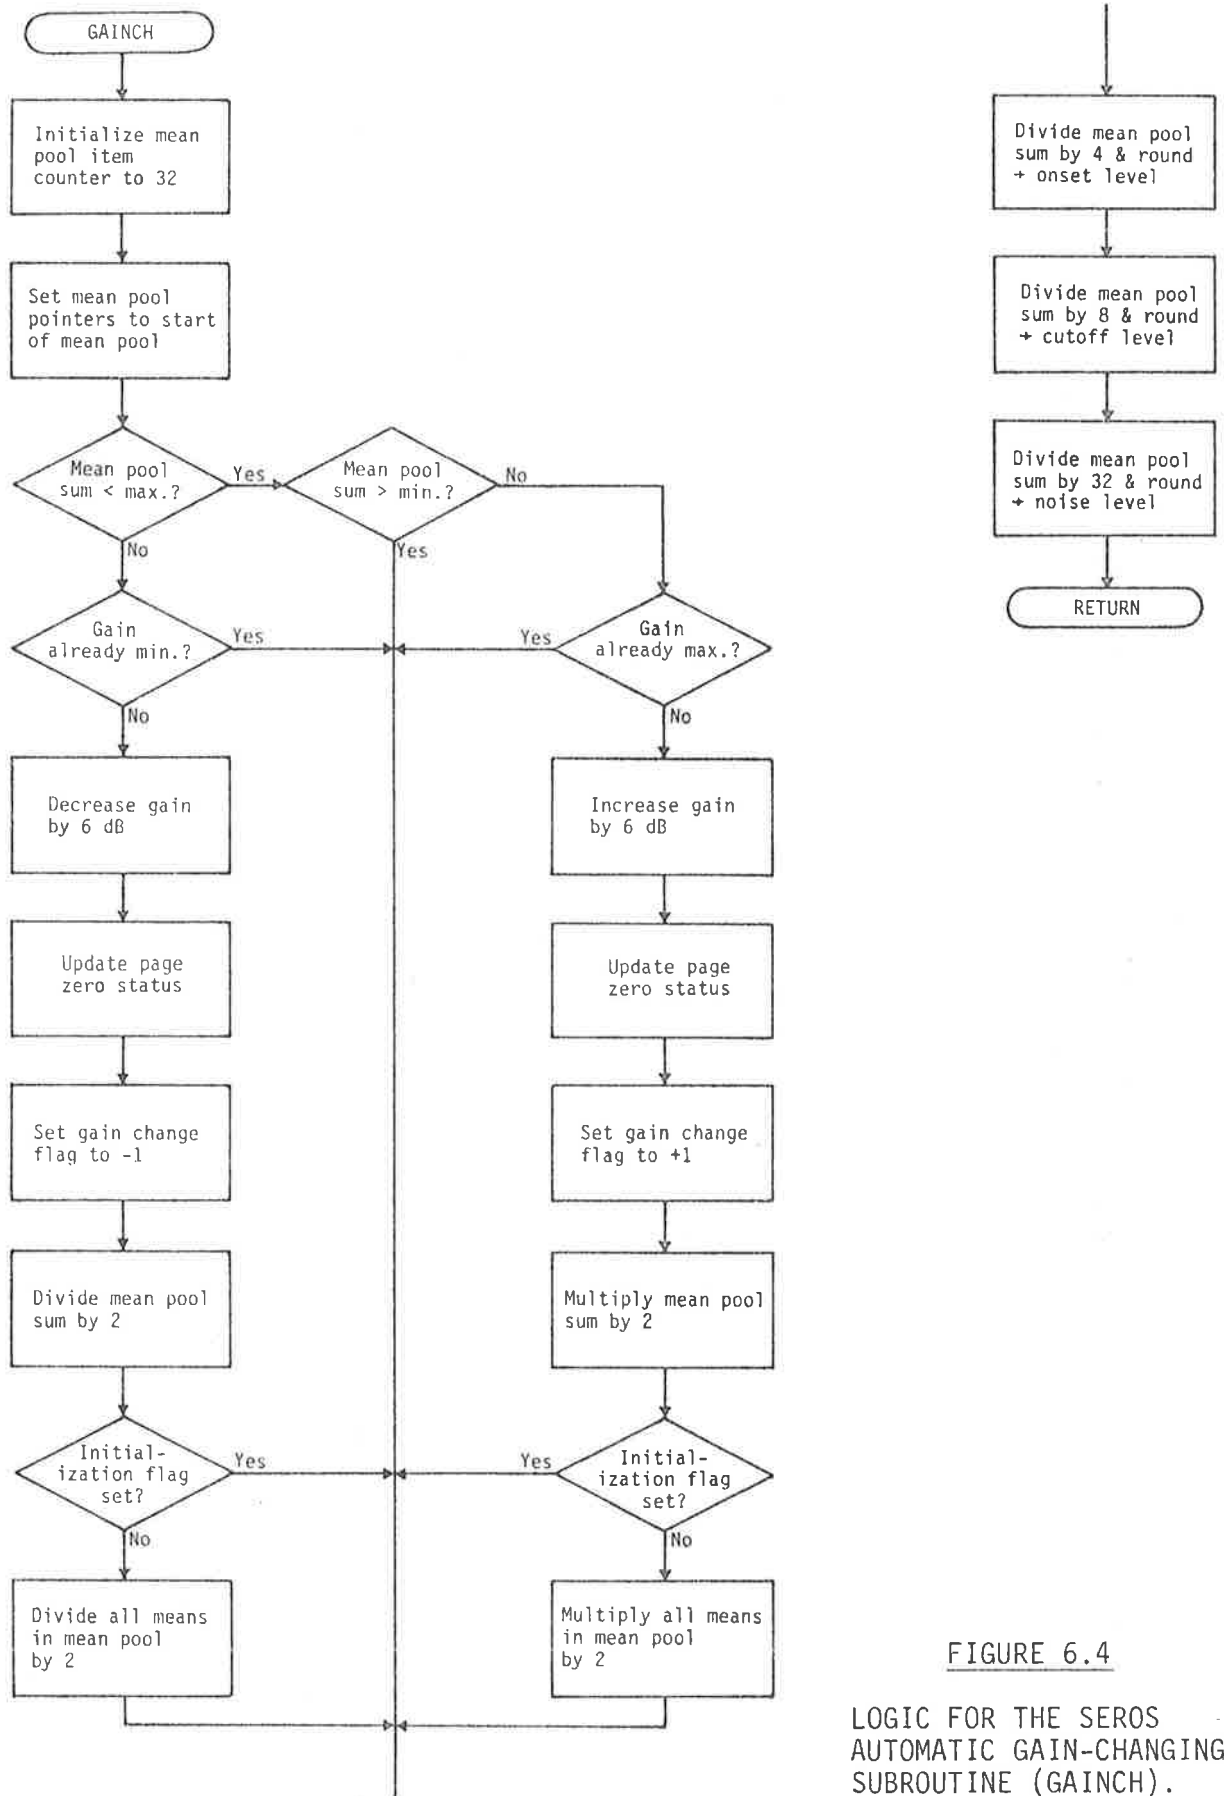 GAINCH
Initialize mean
pool item
counter to 32
Set mean pool
pointers to start
of mean pool
Mean pool
sum < max.?
Yes
No
Mean pool
sum > min.?
No
Yes
Gain
already min.?
Yes
No
Gain
already max.?
Yes
No
Decrease gain
by 6 dB
Update page
zero status
Set gain change
flag to -1
Divide mean pool
sum by 2
Initial-
ization flag
set?
Yes
No
Divide all means
in mean pool
by 2
Increase gain
by 6 dB
Update page
zero status
Set gain change
flag to +1
Multiply mean pool
sum by 2
Initial-
ization flag
set?
Yes
No
Multiply all means
in mean pool
by 2
Divide mean pool
sum by 4 & round
→ onset level
Divide mean pool
sum by 8 & round
→ cutoff level
Divide mean pool
sum by 32 & round
→ noise level
RETURN
FIGURE 6.4
LOGIC FOR THE SEROS
AUTOMATIC GAIN-CHANGING
SUBROUTINE (GAINCH).